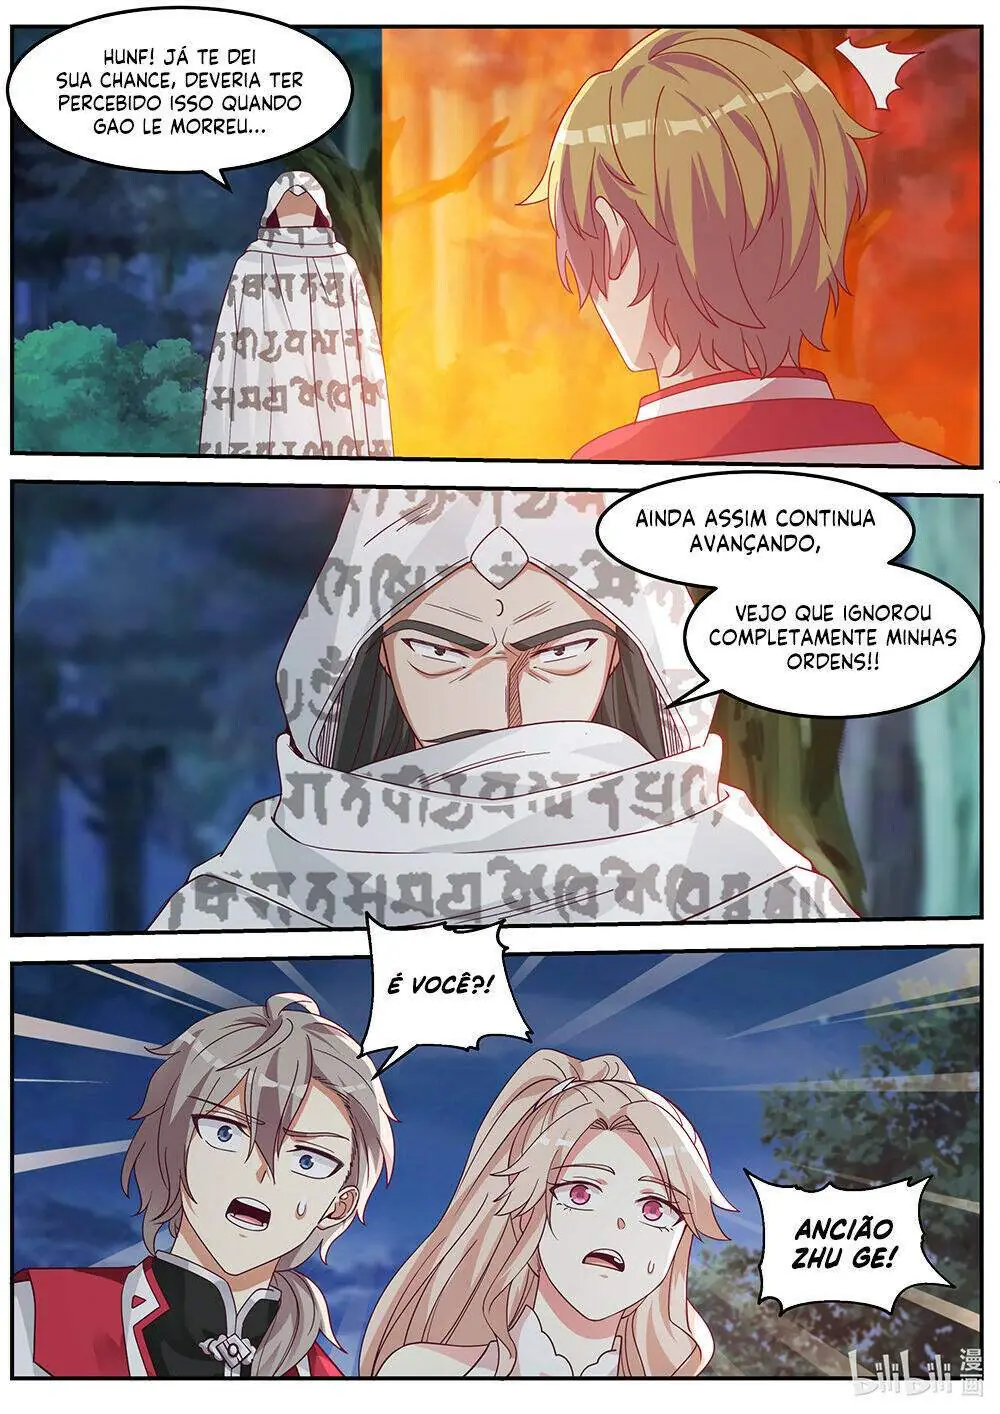 HUNF! JÁ TE DEI
SUA CHANCE, DEVERIA TER
PERCEBIDO ISSO QUANDO
GAO LE MORREU...
AINDA ASSIM CONTINUA
AVANÇANDO,
VEJO QUE IGNOROU
COMPLETAMENTE MINHAS
ORDENS!!
É VOCÊ?!
ANCIÃO
ZHU GE!
bilibili
漫画